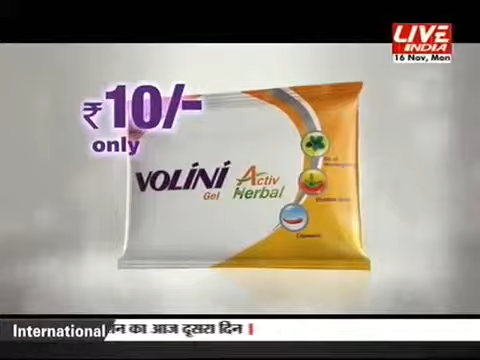 LIVE
INDIA
16 Nov, Mon
₹10/-
only
VOLINI
Gel
Activ
Herbal
International
का आज दूसरा दिन |